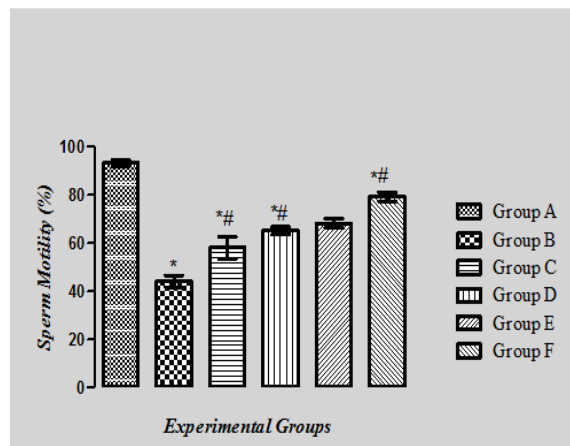 100
80
60
40
20
0
Sperm Motility (%)
*
*#
*#
*#
Experimental Groups
Group A
Group B
Group C
Group D
Group E
Group F